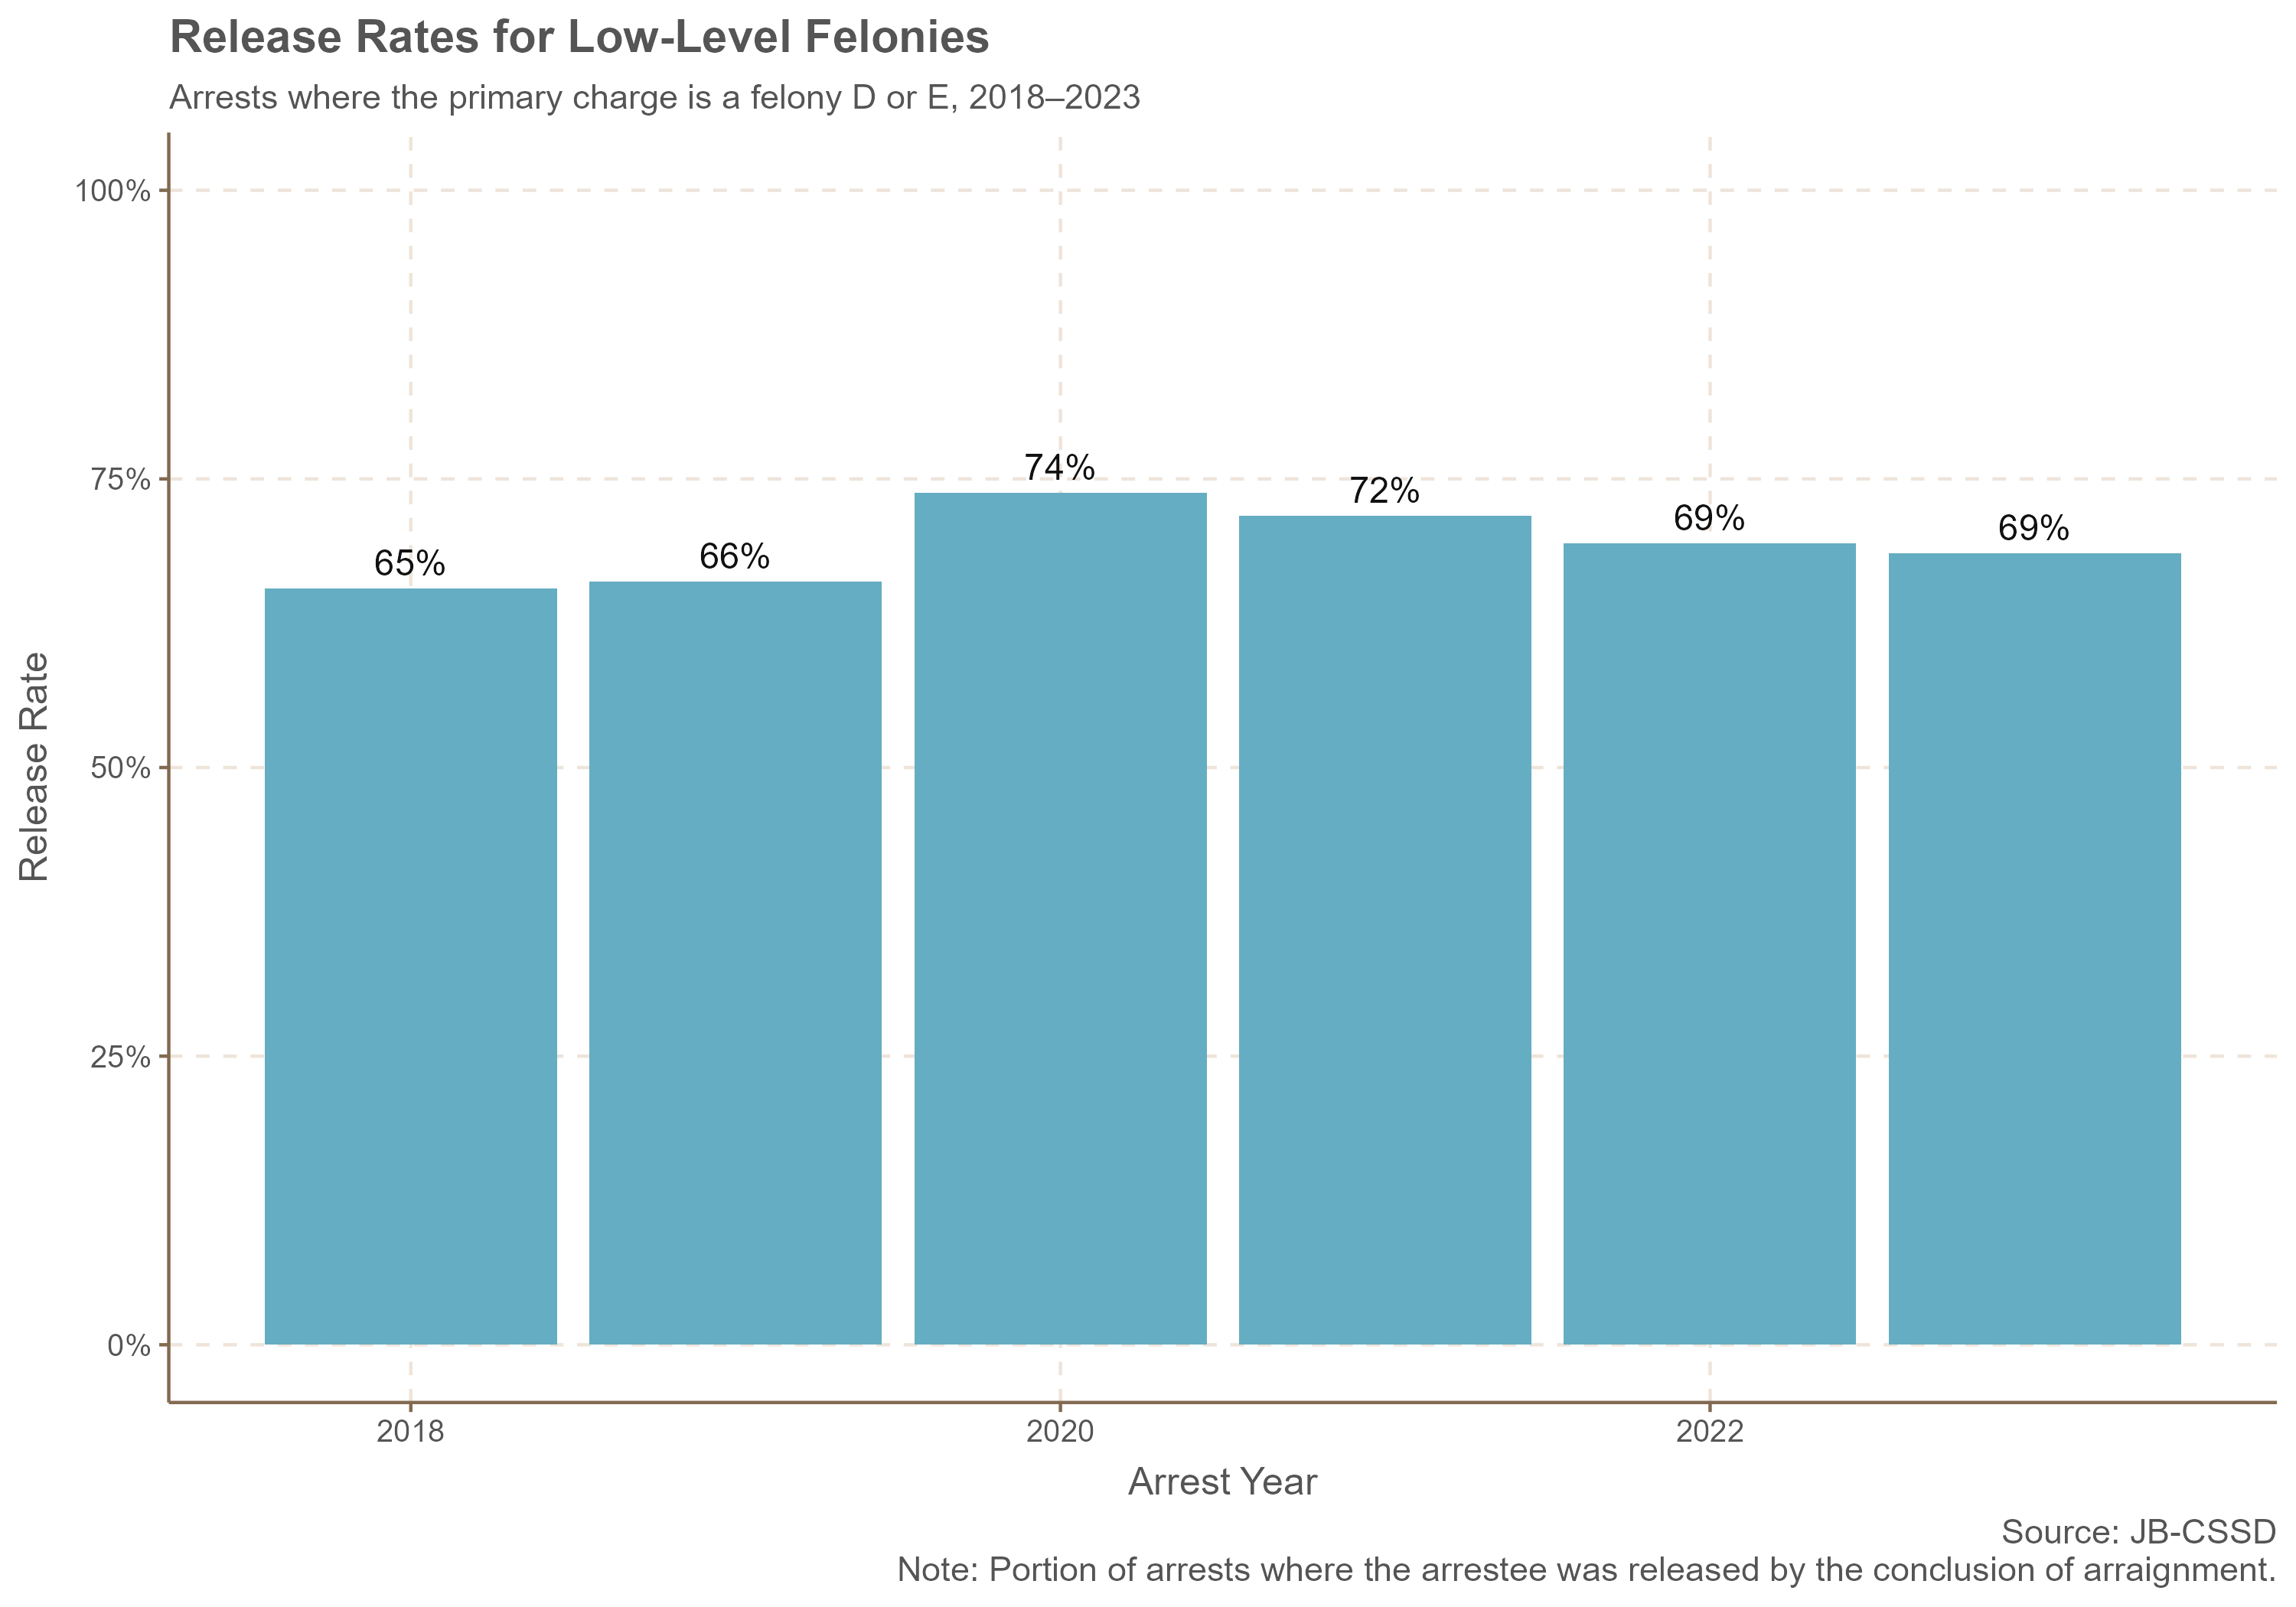 Release Rates for Low-Level Felonies
Arrests where the primary charge is a felony D or E, 2018–2023
Release Rate
100%
75%
50%
25%
0%
65%
66%
74%
72%
69%
69%
2018
2020
2022
Arrest Year
Source: JB-CSSD
Note: Portion of arrests where the arrestee was released by the conclusion of arraignment.